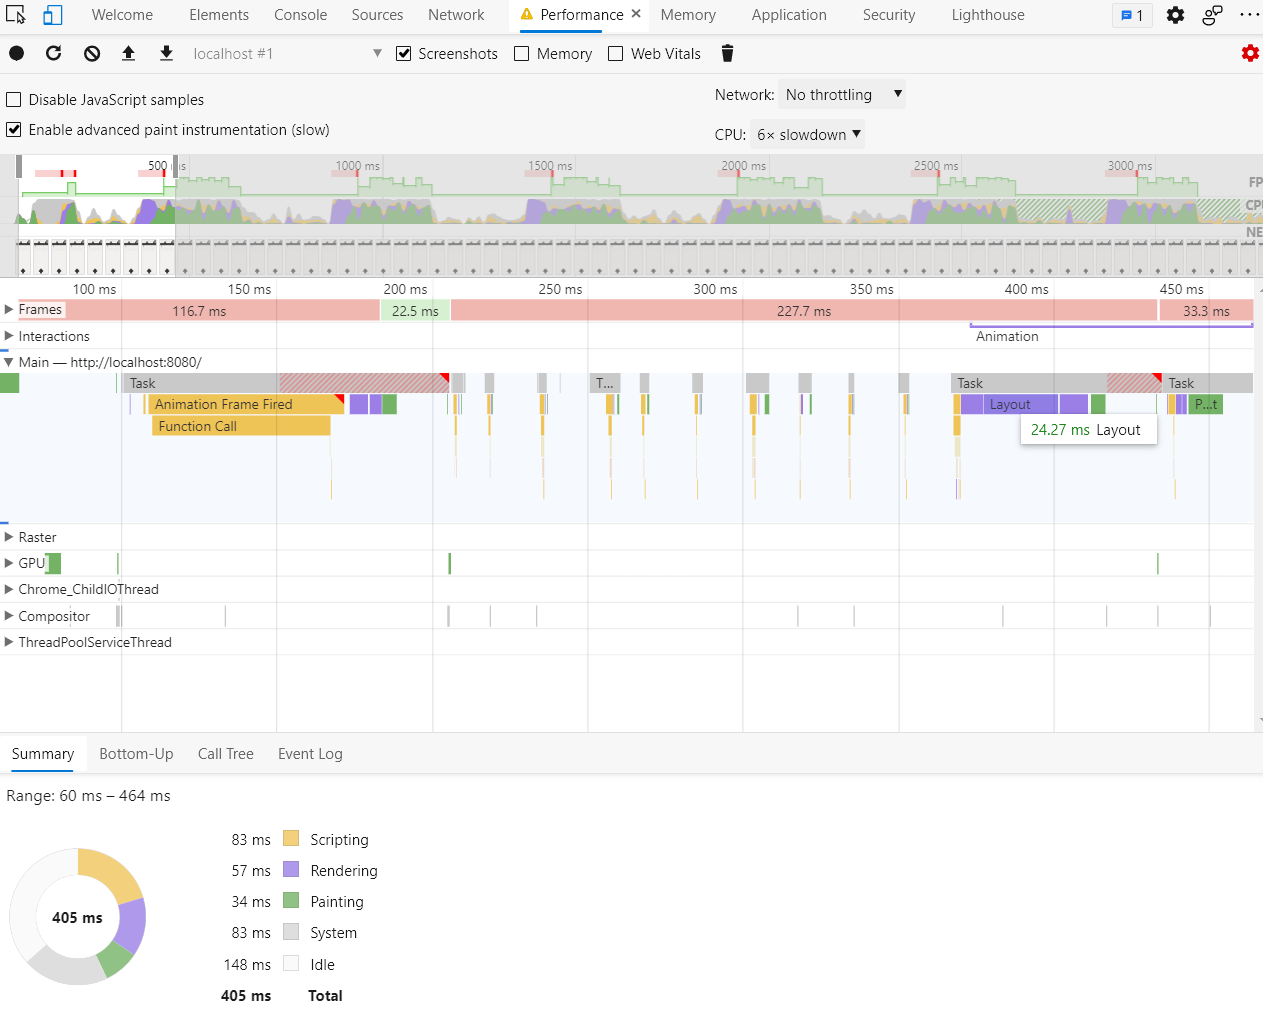 Welcome Elements Console Sources Network Performance Memory Application Security Lighthouse 1
localhost #1 Screenshots Memory Web Vitals
Disable JavaScript samples Network: No throttling
Enable advanced paint instrumentation (slow) CPU: 6× slowdown
500 ms 1000 ms 1500 ms 2000 ms 2500 ms 3000 ms
FP
CPU
NE
100 ms 150 ms 200 ms 250 ms 300 ms 350 ms 400 ms 450 ms
Frames 116.7 ms 22.5 ms 227.7 ms 33.3 ms
Interactions Animation
Main — http://localhost:8080/
Task T... Task Task
Animation Frame Fired Layout P...t
Function Call 24.27 ms Layout
Raster
GPU
Chrome_ChildIOThread
Compositor
ThreadPoolServiceThread
Summary Bottom-Up Call Tree Event Log
Range: 60 ms – 464 ms
83 ms Scripting
57 ms Rendering
34 ms Painting
405 ms
83 ms System
148 ms Idle
405 ms Total